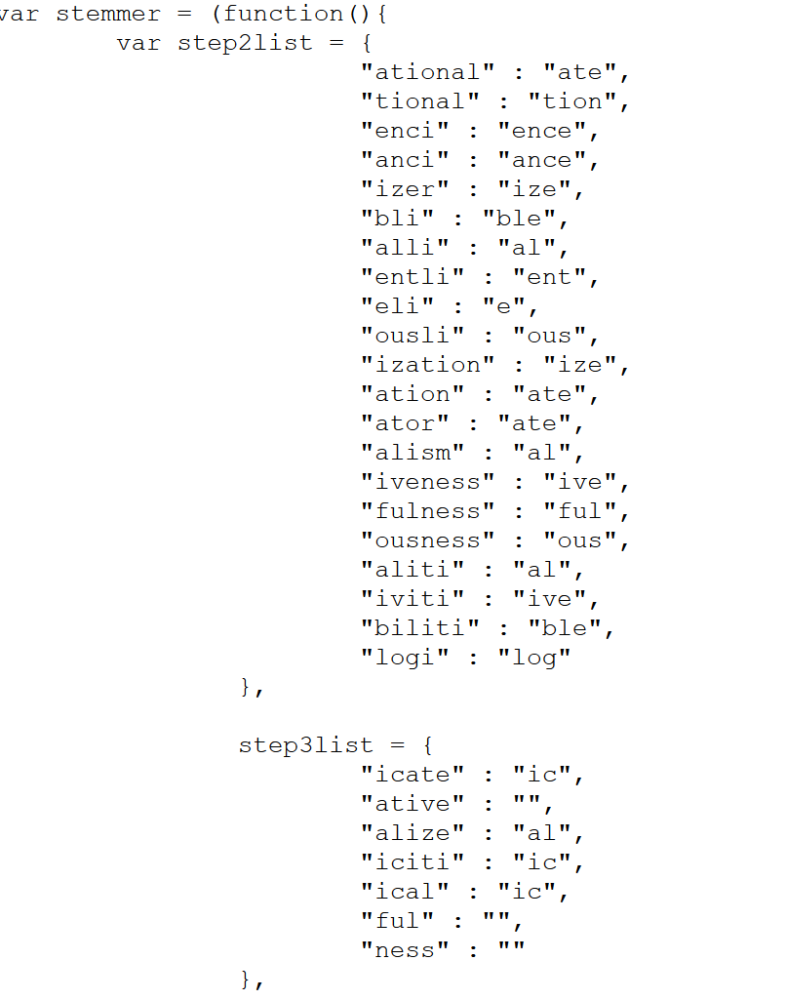 var stemmer = (function(){
var step2list = {
"ational" : "ate",
"tional" : "tion",
"enci" : "ence",
"anci" : "ance",
"izer" : "ize",
"bli" : "ble",
"alli" : "al",
"entli" : "ent",
"eli" : "e",
"ousli" : "ous",
"ization" : "ize",
"ation" : "ate",
"ator" : "ate",
"alism" : "al",
"iveness" : "ive",
"fulness" : "ful",
"ousness" : "ous",
"aliti" : "al",
"iviti" : "ive",
"biliti" : "ble",
"logi" : "log"
},
step3list = {
"icate" : "ic",
"ative" : "",
"alize" : "al",
"iciti" : "ic",
"ical" : "ic",
"ful" : "",
"ness" : ""
},